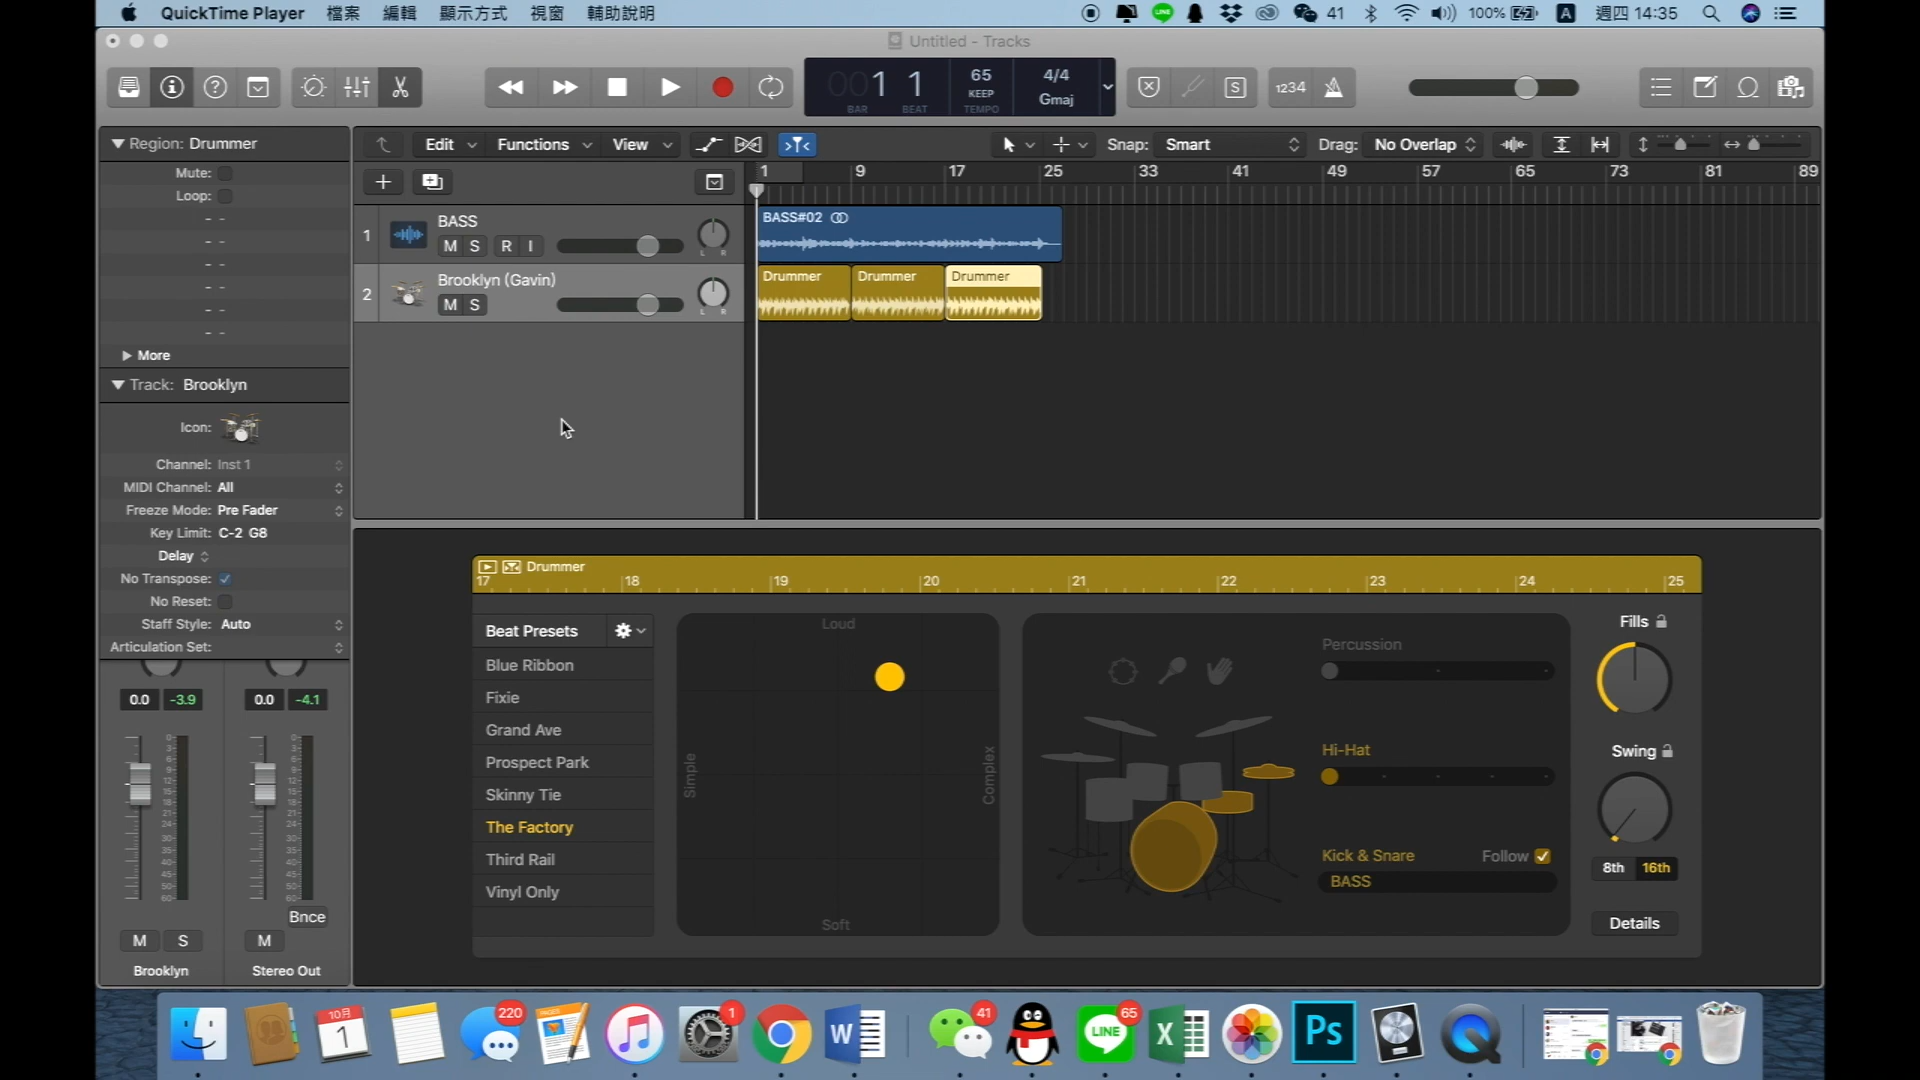 QuickTime Player 檔案 編輯 顯示方式 視窗 輔助說明 41 100% A 週四 14:35
Untitled - Tracks
001 1 65 4/4
KEEP Gmaj
BAR BEAT TEMPO
S 1234
Region: Drummer
Edit Functions View Snap: Smart Drag: No Overlap
Mute:
Loop:
1 9 17 25 33 41 49 57 65 73 81 89
1 BASS
M S R I
BASS#02
2 Brooklyn (Gavin)
M S
L R
Drummer Drummer Drummer
More
Track: Brooklyn
Icon:
Channel: Inst 1
MIDI Channel: All
Freeze Mode: Pre Fader
Key Limit: C-2 G8
Delay
No Transpose:
No Reset:
Staff Style: Auto
Articulation Set:
0.0 -3.9 0.0 -4.1
Bnce
M S M
Brooklyn Stereo Out
Drummer
17 18 19 20 21 22 23 24 25
Beat Presets
Blue Ribbon
Fixie
Grand Ave
Prospect Park
Skinny Tie
The Factory
Third Rail
Vinyl Only
Loud
Simple
Complex
Soft
Percussion
Hi-Hat
Kick & Snare Follow
BASS
Fills
Swing
8th 16th
Details
10月 1 220 PAGES 1 W 41 LINE 65 X Ps